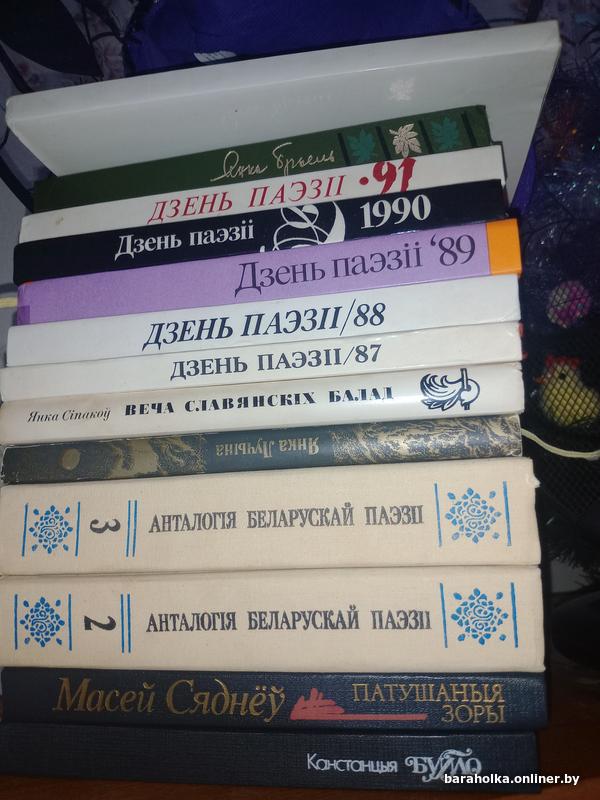 Янка Брыль
ДЗЕНЬ ПАЭЗІІ ·91
Дзень паэзіі 1990
Дзень паэзіі ‘89
ДЗЕНЬ ПАЭЗІІ/88
ДЗЕНЬ ПАЭЗІІ/87
Янка Сіпакоў ВЕЧА СЛАВЯНСКІХ БАЛАД
Янка Лучына
3 АНТАЛОГІЯ БЕЛАРУСКАЙ ПАЭЗІІ
2 АНТАЛОГІЯ БЕЛАРУСКАЙ ПАЭЗІІ
Масей Сяднёў ПАТУШАНЫЯ
ЗОРЫ
Канстанцыя БУЙЛО
baraholka.onliner.by